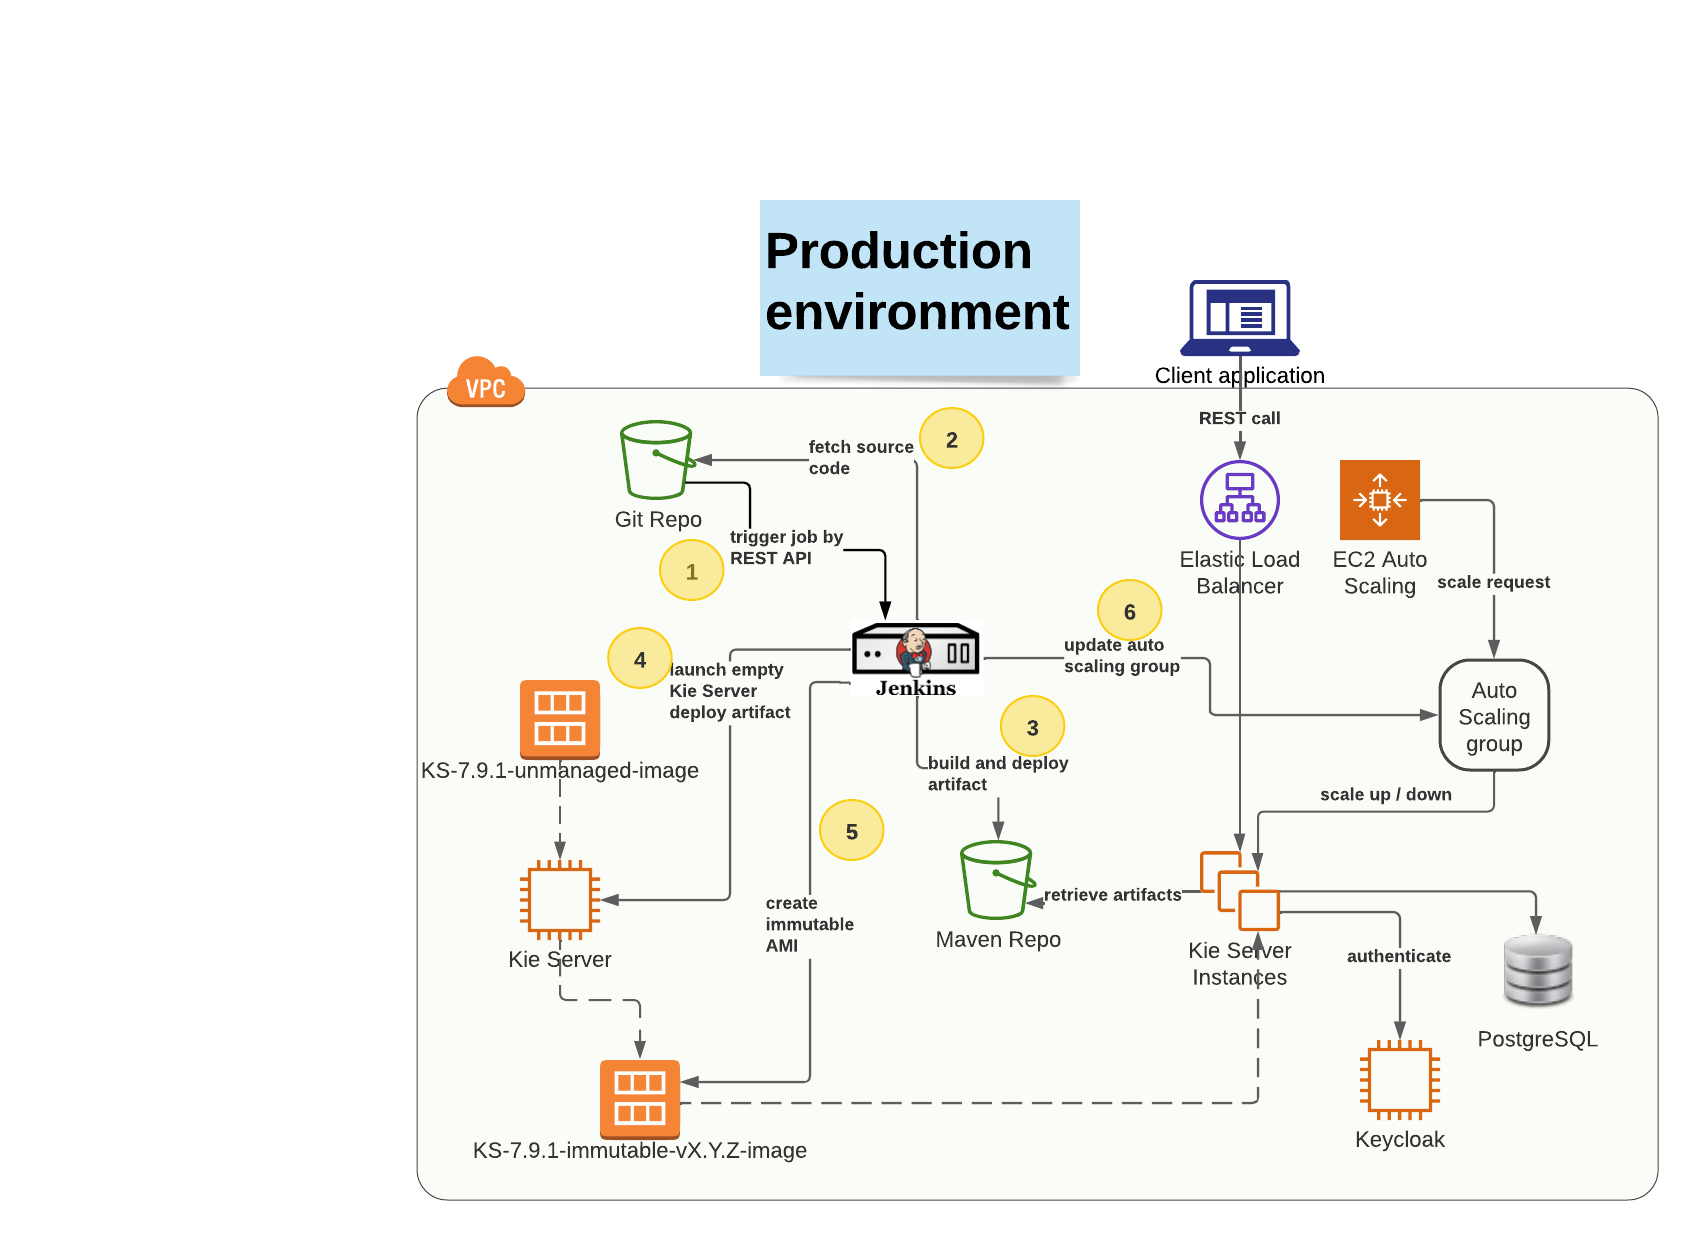 Production
environment
Client application
VPC
REST call
fetch source
code
2
Git Repo
trigger job by
REST API
1
Elastic Load
Balancer
EC2 Auto
Scaling
scale request
6
update auto
scaling group
4
launch empty
Kie Server
deploy artifact
Jenkins
Auto
Scaling
group
3
build and deploy
artifact
KS-7.9.1-unmanaged-image
scale up / down
5
create
immutable
AMI
retrieve artifacts
Maven Repo
Kie Server
Instances
authenticate
Kie Server
PostgreSQL
Keycloak
KS-7.9.1-immutable-vX.Y.Z-image